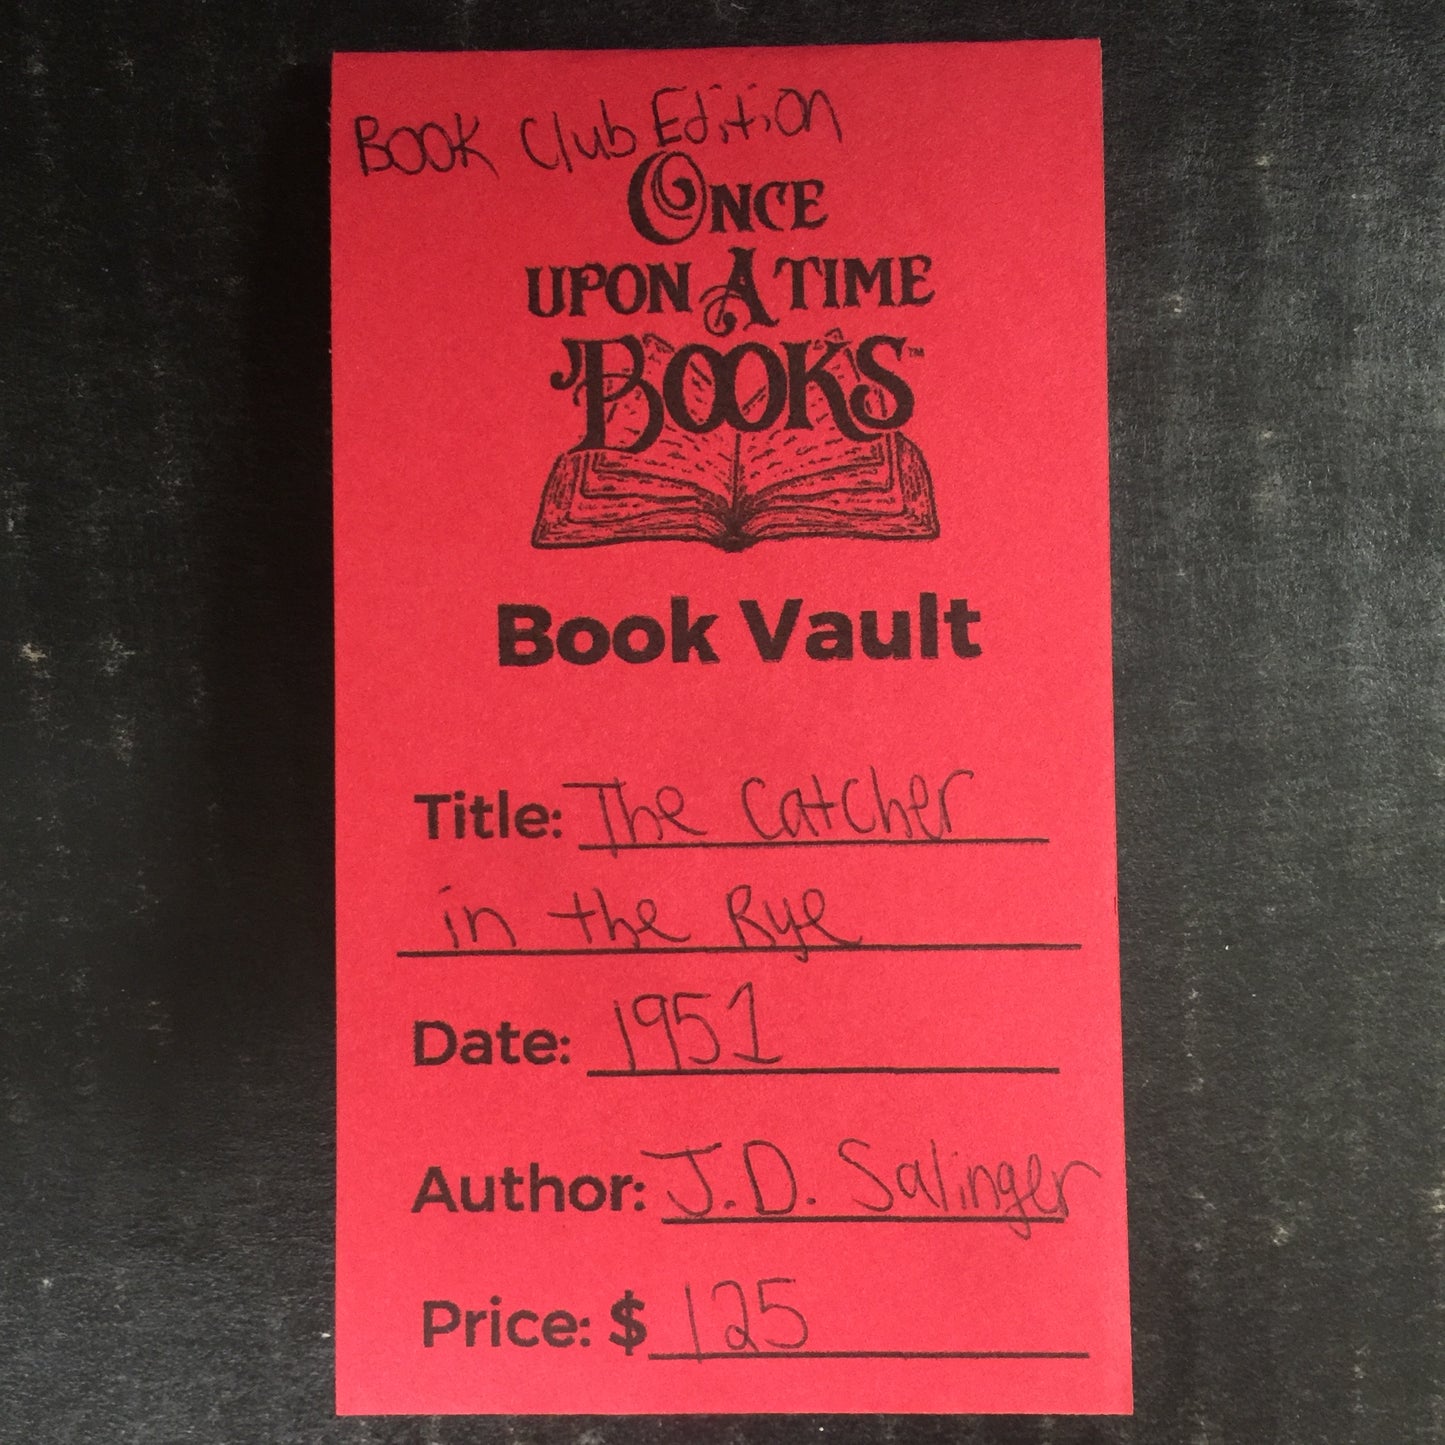 Book Club Edition
ONCE
UPON A TIME
BOOKS™
Book Vault
Title: The Catcher
in the Rye
Date: 1951
Author: J.D. Salinger
Price: $ 125